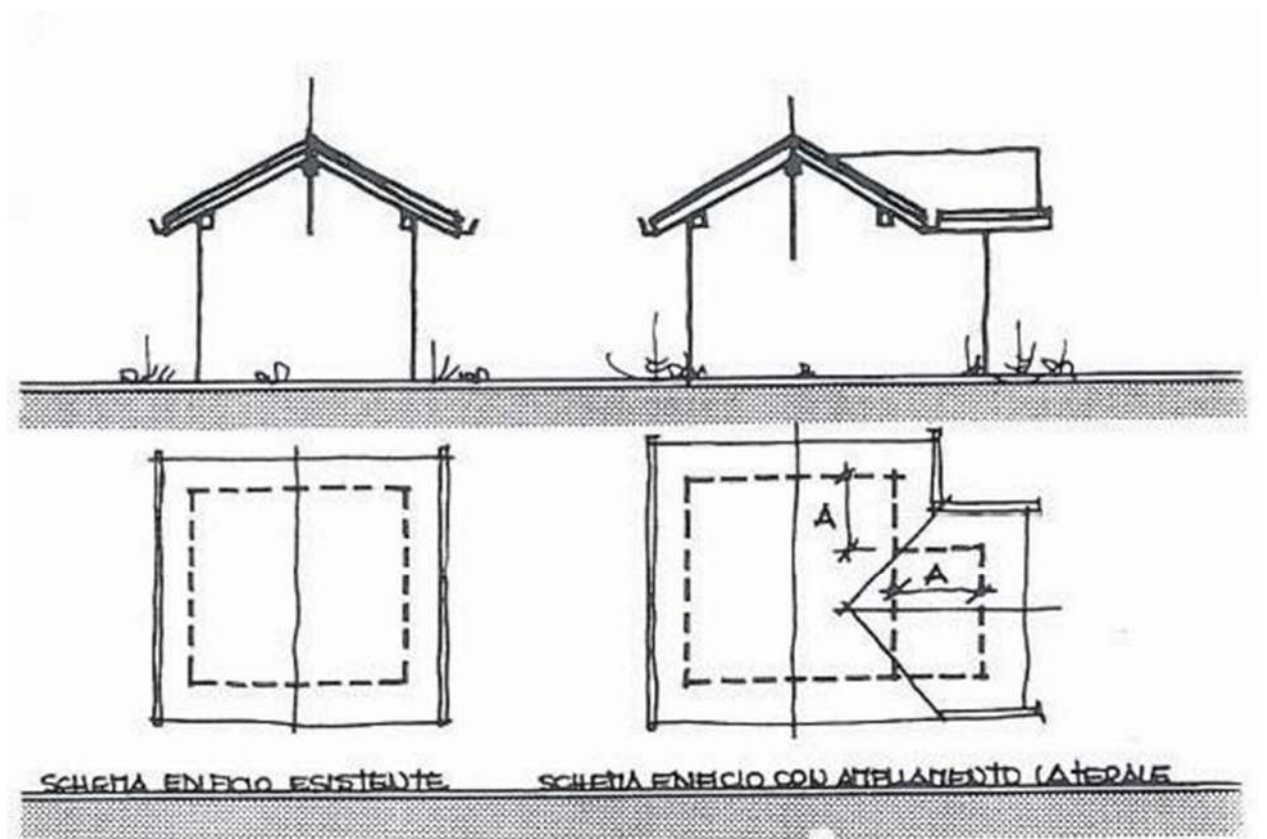 A
A
SCHEMA EDIFICIO ESISTENTE
SCHEMA EDIFICIO CON AMPLIAMENTO LATERALE